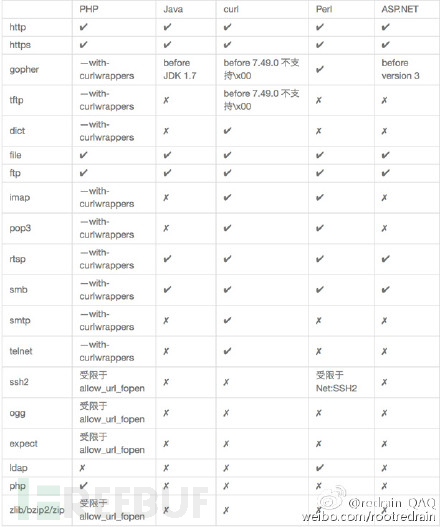 PHP Java curl Perl ASP.NET
http ✔ ✔ ✔ ✔ ✔
https ✔ ✔ ✔ ✔ ✔
gopher —with-curlwrappers before JDK 1.7 before 7.49.0 不支持\x00 ✔ before version 3
tftp —with-curlwrappers ✗ before 7.49.0 不支持\x00 ✗ ✗
dict —with-curlwrappers ✗ ✔ ✗ ✗
file ✔ ✔ ✔ ✔ ✔
ftp ✔ ✔ ✔ ✔ ✔
imap —with-curlwrappers ✗ ✔ ✔ ✗
pop3 —with-curlwrappers ✗ ✔ ✔ ✗
rtsp —with-curlwrappers ✔ ✔ ✔ ✔
smb —with-curlwrappers ✔ ✔ ✔ ✔
smtp —with-curlwrappers ✗ ✔ ✗ ✗
telnet —with-curlwrappers ✗ ✔ ✗ ✗
ssh2 受限于allow_url_fopen ✗ ✗ 受限于Net:SSH2 ✗
ogg 受限于allow_url_fopen ✗ ✗ ✗ ✗
expect 受限于allow_url_fopen ✗ ✗ ✗ ✗
ldap ✗ ✗ ✗ ✔ ✗
php ✔ ✗ ✗ ✗ ✗
zlib/bzip2/zip 受限于allow_url_fopen ✗ ✗ ✗ ✗
REEBUF
@redrain_QAQ
weibo.com/rootredrain